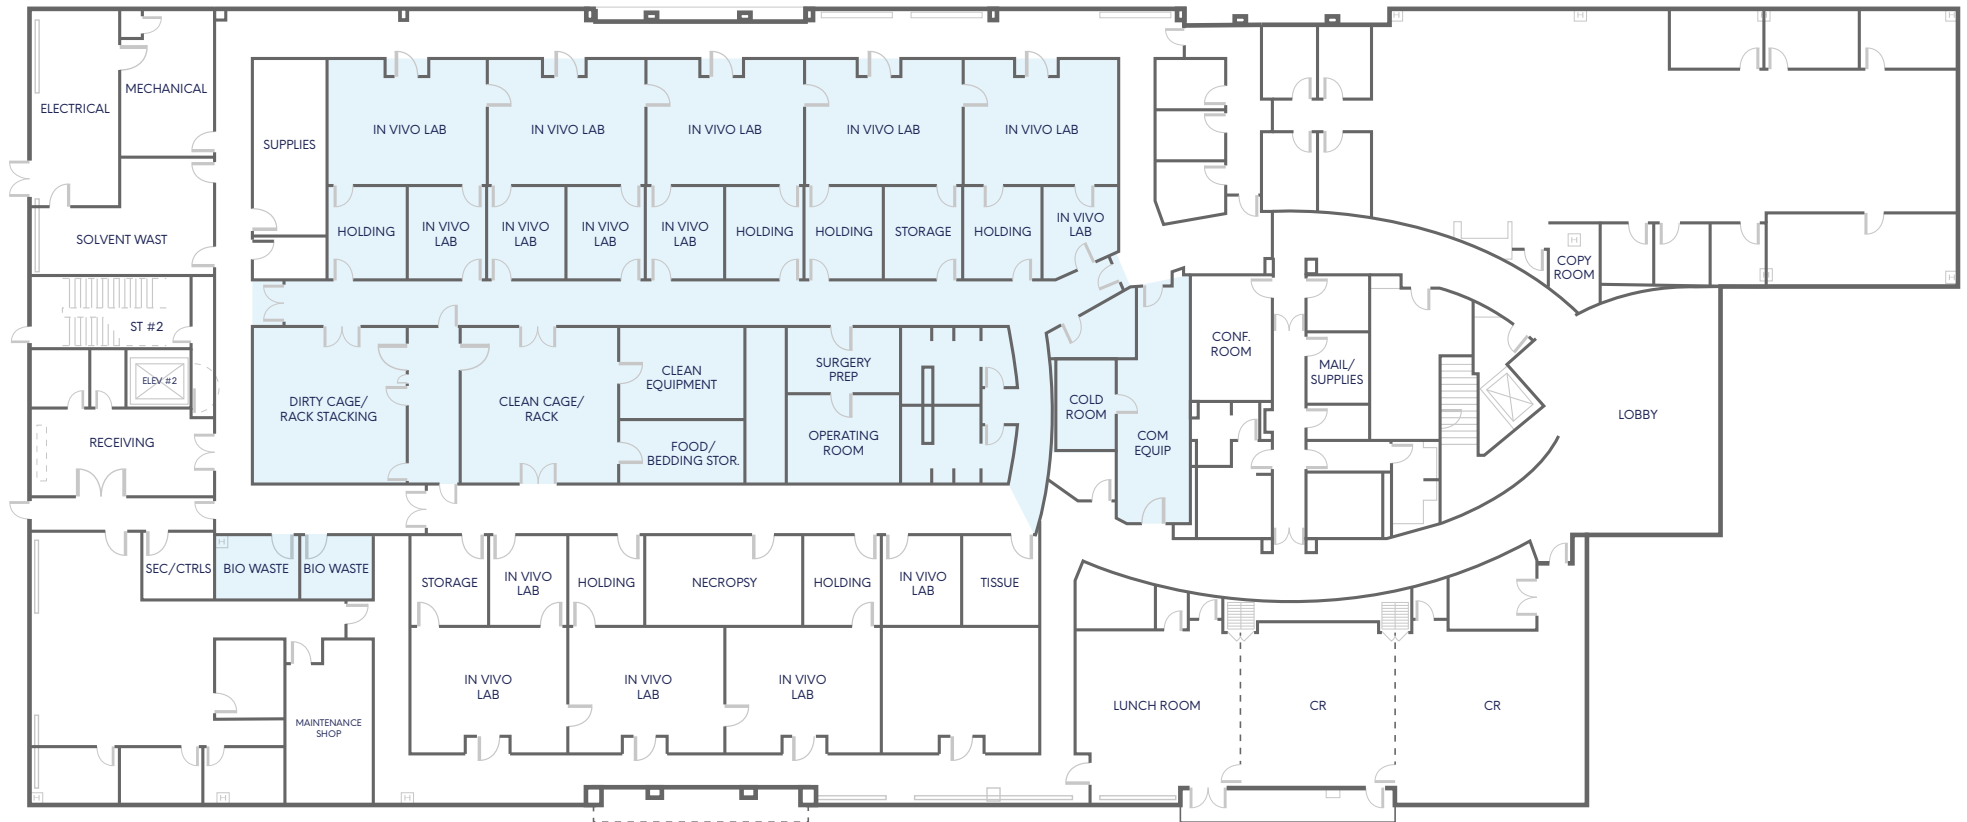 ELECTRICAL
MECHANICAL
SUPPLIES
IN VIVO LAB
IN VIVO LAB
IN VIVO LAB
IN VIVO LAB
IN VIVO LAB
SOLVENT WAST
HOLDING
IN VIVO
LAB
IN VIVO
LAB
IN VIVO
LAB
IN VIVO
LAB
HOLDING
HOLDING
STORAGE
HOLDING
IN VIVO
LAB
COPY
ROOM
ST #2
ELEV. #2
RECEIVING
DIRTY CAGE/
RACK STACKING
CLEAN CAGE/
RACK
CLEAN
EQUIPMENT
FOOD/
BEDDING STOR.
SURGERY
PREP
OPERATING
ROOM
COLD
ROOM
COM
EQUIP
CONF.
ROOM
MAIL/
SUPPLIES
LOBBY
SEC/CTRLS
BIO WASTE
BIO WASTE
STORAGE
IN VIVO
LAB
HOLDING
NECROPSY
HOLDING
IN VIVO
LAB
TISSUE
MAINTENANCE
SHOP
IN VIVO
LAB
IN VIVO
LAB
IN VIVO
LAB
LUNCH ROOM
CR
CR